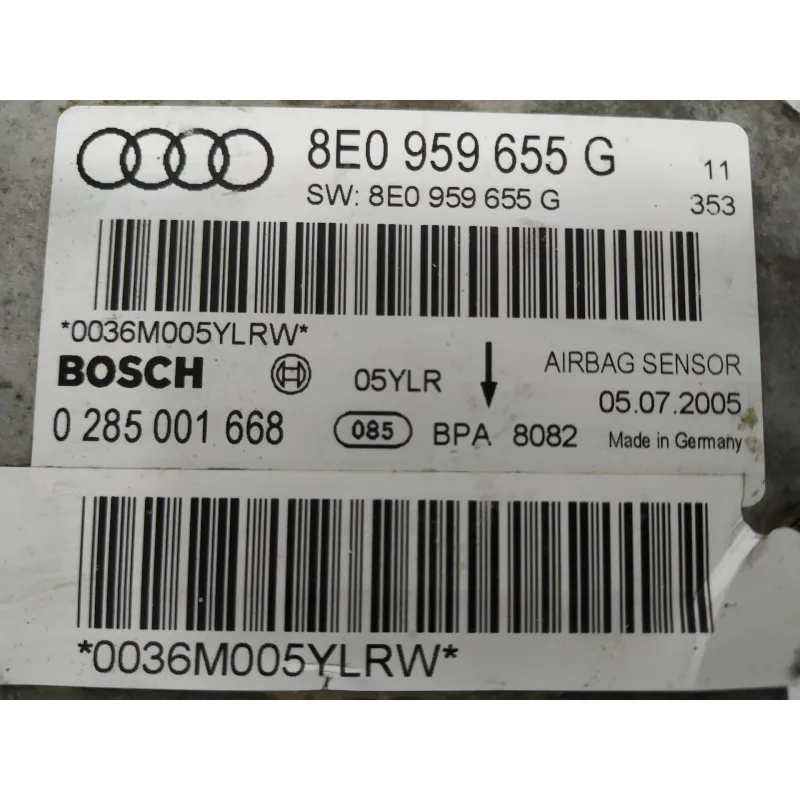 8E0 959 655 G 11
SW: 8E0 959 655 G 353
*0036M005YLRW*
BOSCH 05YLR AIRBAG SENSOR
05.07.2005
0 285 001 668 085 BPA 8082 Made in Germany
*0036M005YLRW*